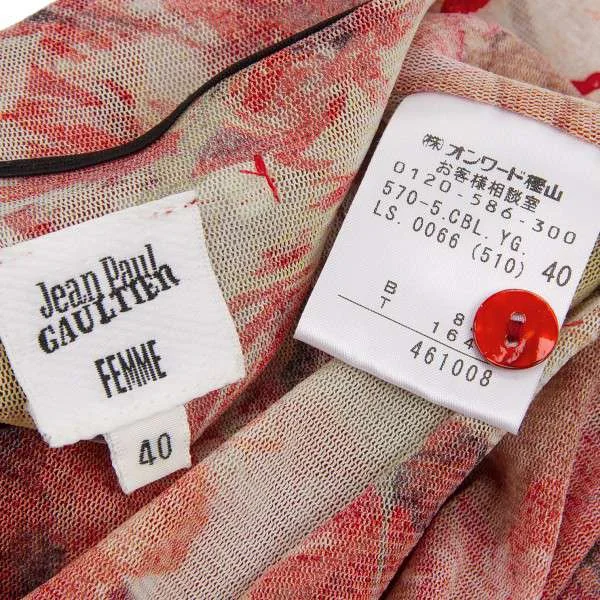 Jean Paul
GAULTIER
FEMME
40
(株)オンワード樫山
お客様相談室
0120-586-300
570-5.CBL.YG.
LS.0066(510) 40
B
T 164
461008